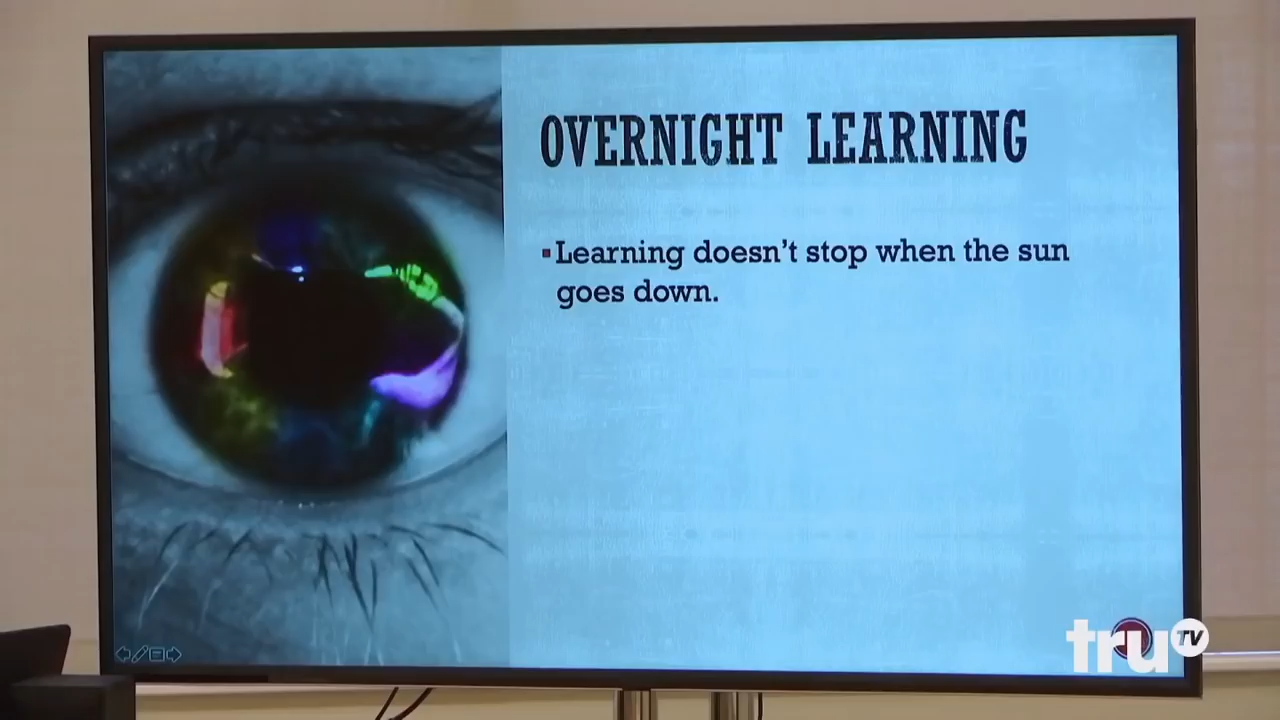 OVERNIGHT LEARNING
▪Learning doesn't stop when the sun
goes down.
truTV